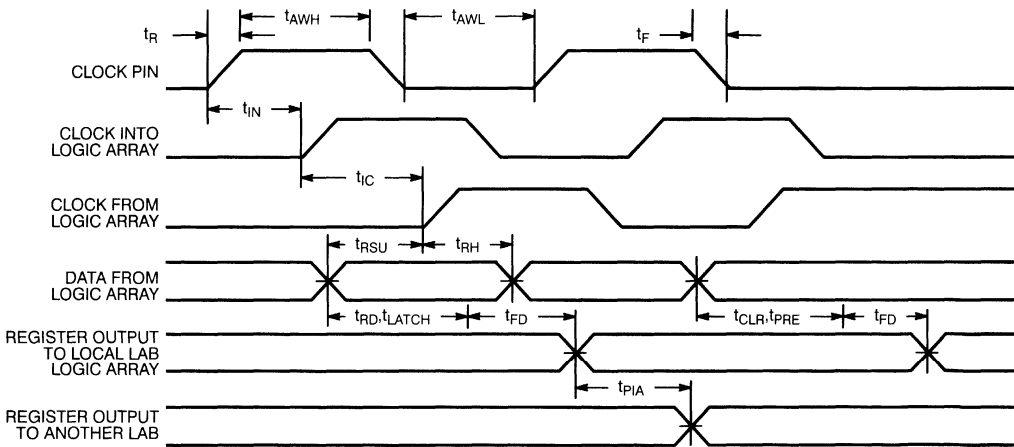 tAWH
tAWL
tR
tF
CLOCK PIN
tIN
CLOCK INTO
LOGIC ARRAY
tIC
CLOCK FROM
LOGIC ARRAY
tRSU
tRH
DATA FROM
LOGIC ARRAY
tRD,tLATCH
tFD
tCLR,tPRE
tFD
REGISTER OUTPUT
TO LOCAL LAB
LOGIC ARRAY
tPIA
REGISTER OUTPUT
TO ANOTHER LAB